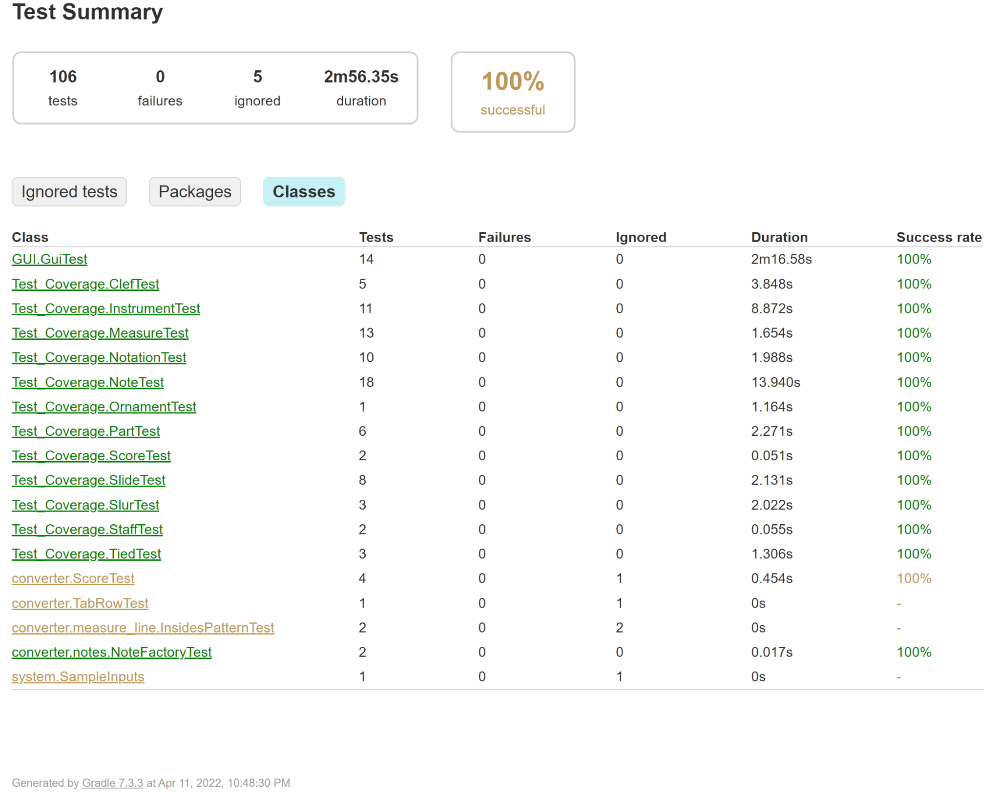 Test Summary
106 0 5 2m56.35s
tests failures ignored duration
100%
successful
Ignored tests Packages Classes
Class Tests Failures Ignored Duration Success rate
GUI.GuiTest 14 0 0 2m16.58s 100%
Test_Coverage.ClefTest 5 0 0 3.848s 100%
Test_Coverage.InstrumentTest 11 0 0 8.872s 100%
Test_Coverage.MeasureTest 13 0 0 1.654s 100%
Test_Coverage.NotationTest 10 0 0 1.988s 100%
Test_Coverage.NoteTest 18 0 0 13.940s 100%
Test_Coverage.OrnamentTest 1 0 0 1.164s 100%
Test_Coverage.PartTest 6 0 0 2.271s 100%
Test_Coverage.ScoreTest 2 0 0 0.051s 100%
Test_Coverage.SlideTest 8 0 0 2.131s 100%
Test_Coverage.SlurTest 3 0 0 2.022s 100%
Test_Coverage.StaffTest 2 0 0 0.055s 100%
Test_Coverage.TiedTest 3 0 0 1.306s 100%
converter.ScoreTest 4 0 1 0.454s 100%
converter.TabRowTest 1 0 1 0s -
converter.measure_line.InsidesPatternTest 2 0 2 0s -
converter.notes.NoteFactoryTest 2 0 0 0.017s 100%
system.SampleInputs 1 0 1 0s -
Generated by Gradle 7.3.3 at Apr 11, 2022, 10:48:30 PM